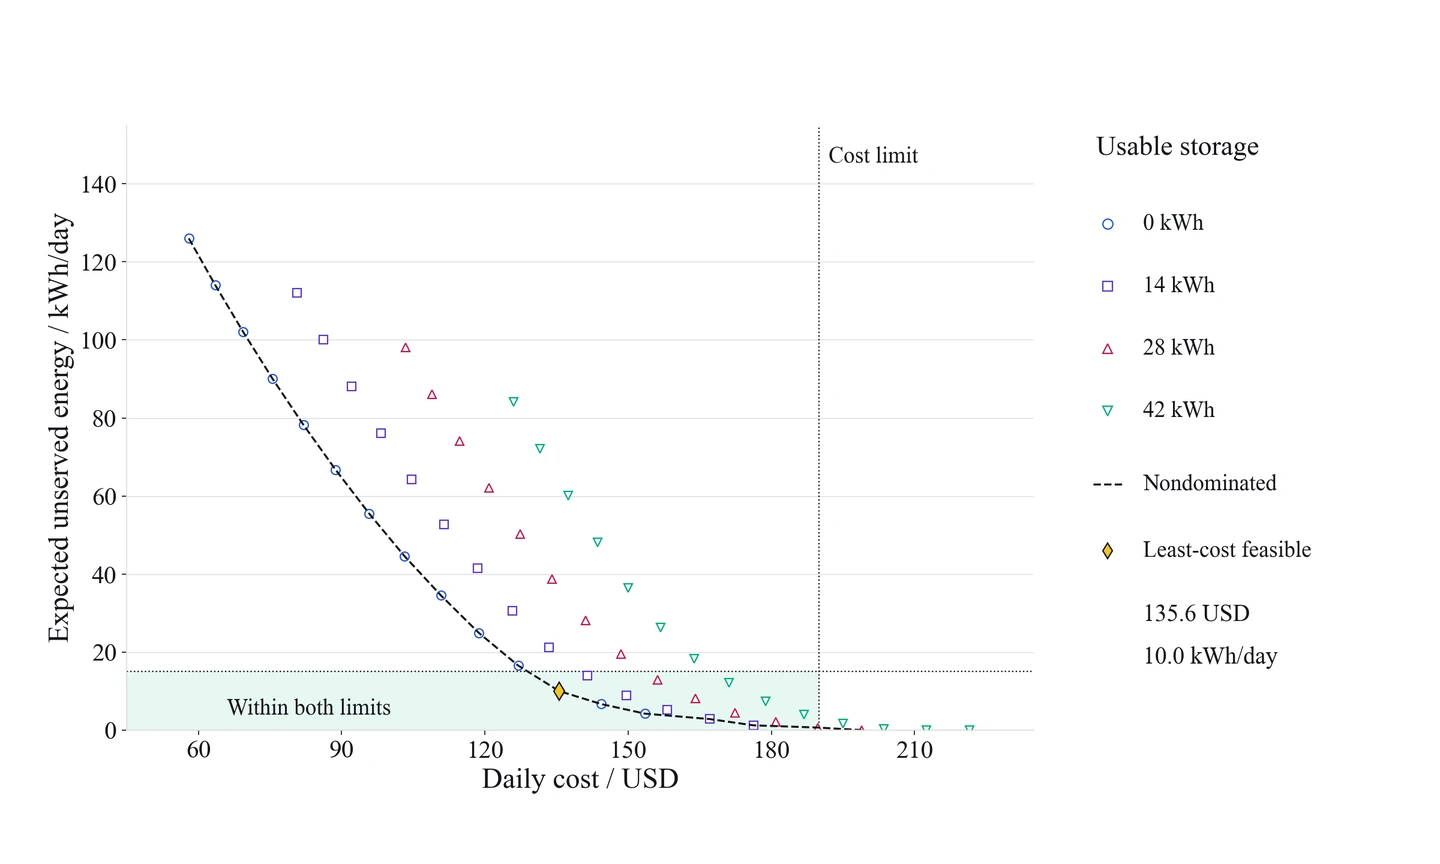 Cost limit
Usable storage
0 kWh
14 kWh
28 kWh
42 kWh
Nondominated
Least-cost feasible
135.6 USD
10.0 kWh/day
Expected unserved energy / kWh/day
140
120
100
80
60
40
20
0
Within both limits
60 90 120 150 180 210
Daily cost / USD